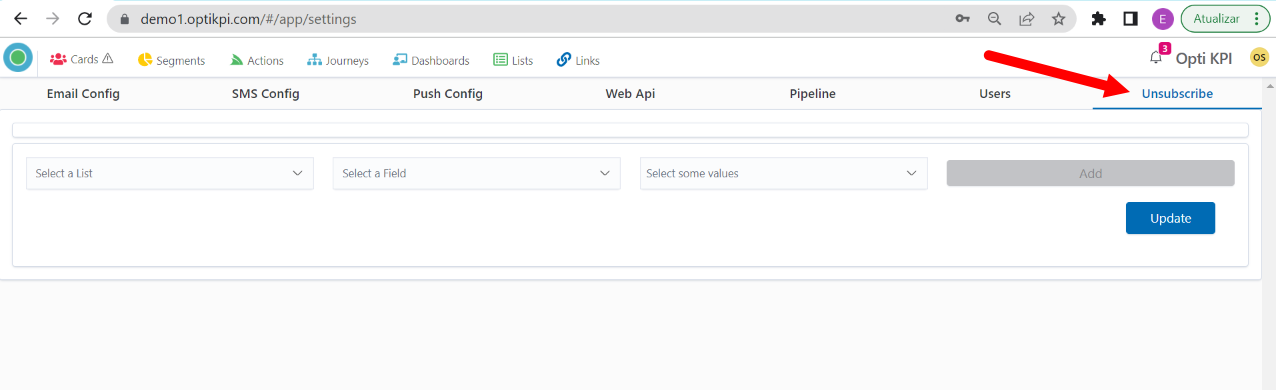 demo1.optikpi.com/#/app/settings E Atualizar
Cards Segments Actions Journeys Dashboards Lists Links 3 Opti KPI OS
Email Config SMS Config Push Config Web Api Pipeline Users Unsubscribe
Select a List Select a Field Select some values Add
Update